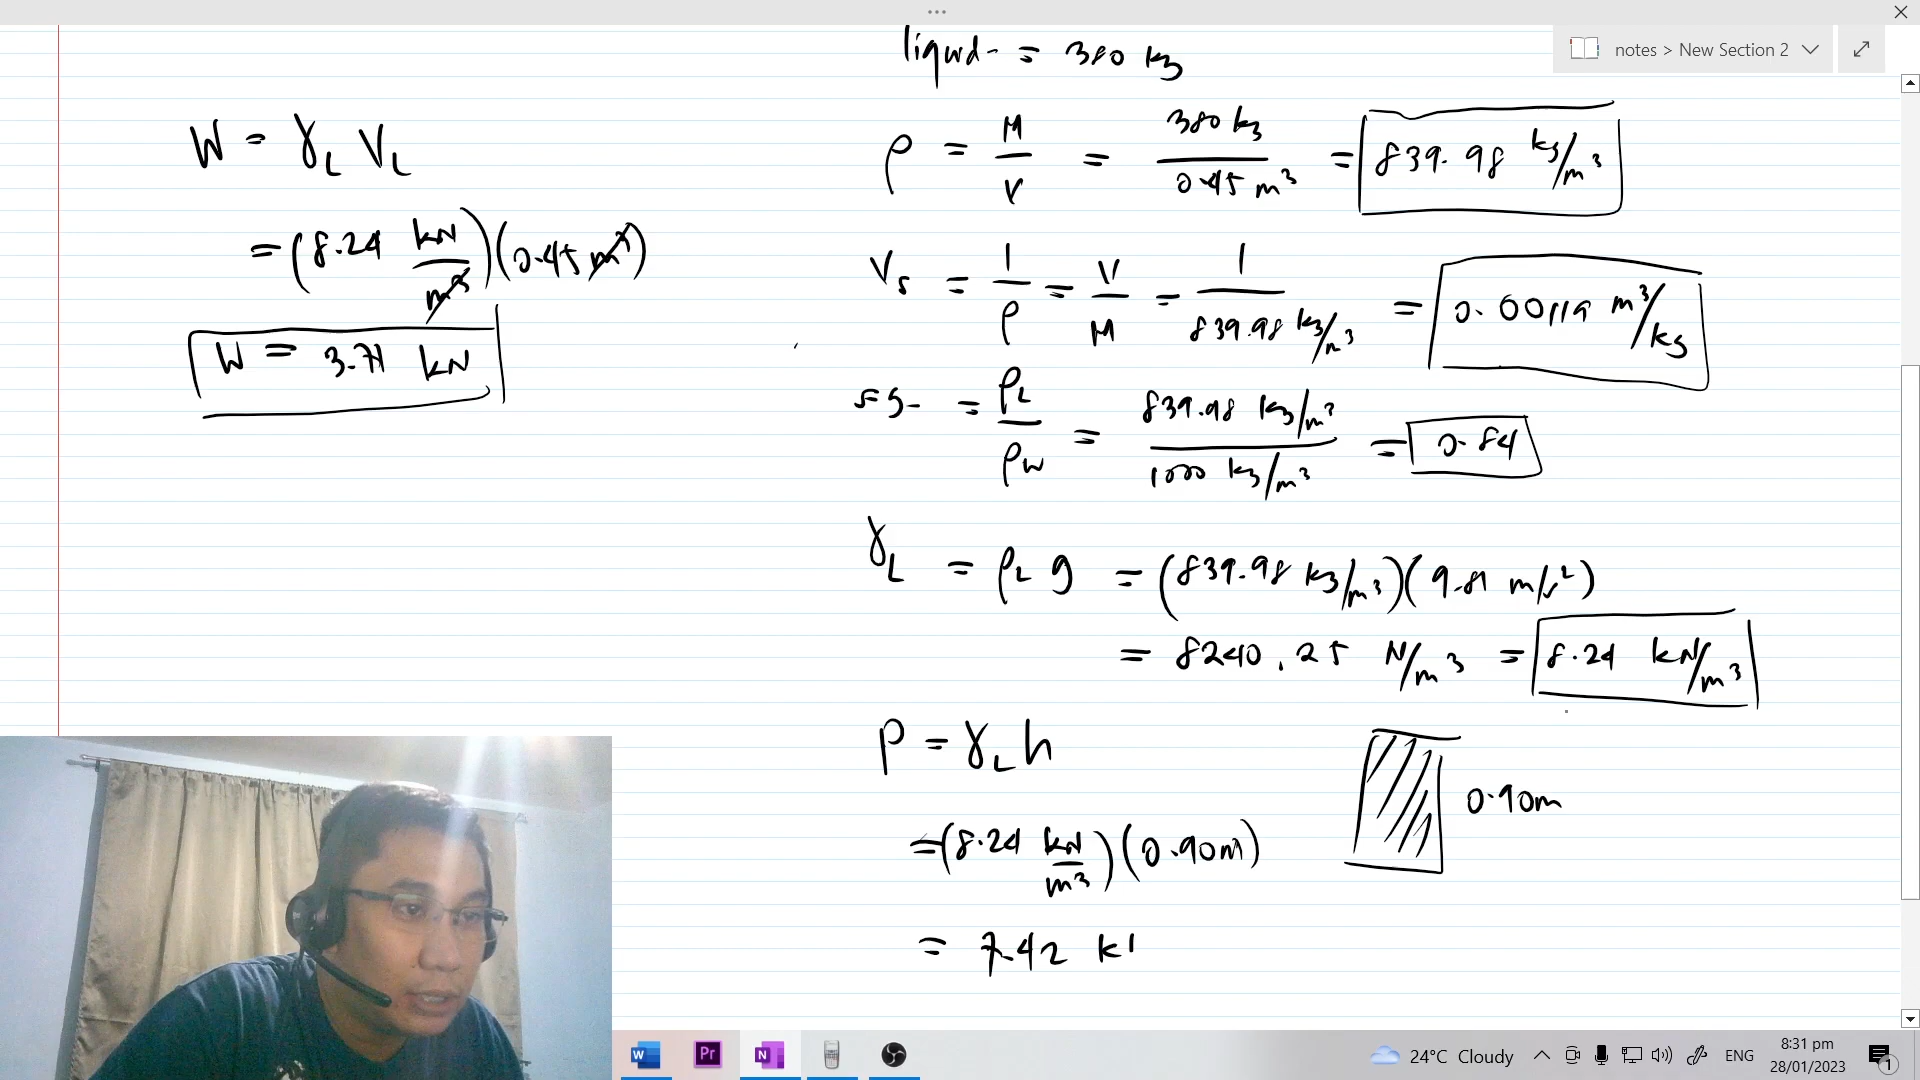 notes > New Section 2
liquid = 380 kg
W = γL VL
= (8.24 kN/m³)(0.45 m³)
W = 3.71 kN
ρ = M/V = 380 kg/0.45 m³ = 839.98 kg/m³
Vs = 1/ρ = V/M = 1/839.98 kg/m³ = 0.00119 m³/kg
s.g. = ρL/ρW = 839.98 kg/m³/1000 kg/m³ = 0.84
γL = ρL g = (839.98 kg/m³)(9.81 m/s²)
= 8240.25 N/m³ = 8.24 kN/m³
P = γL h
0.90m
= (8.24 kN/m³)(0.90m)
= 7.42 k
24°C Cloudy
ENG
8:31 pm
28/01/2023
W
Pr
N
1